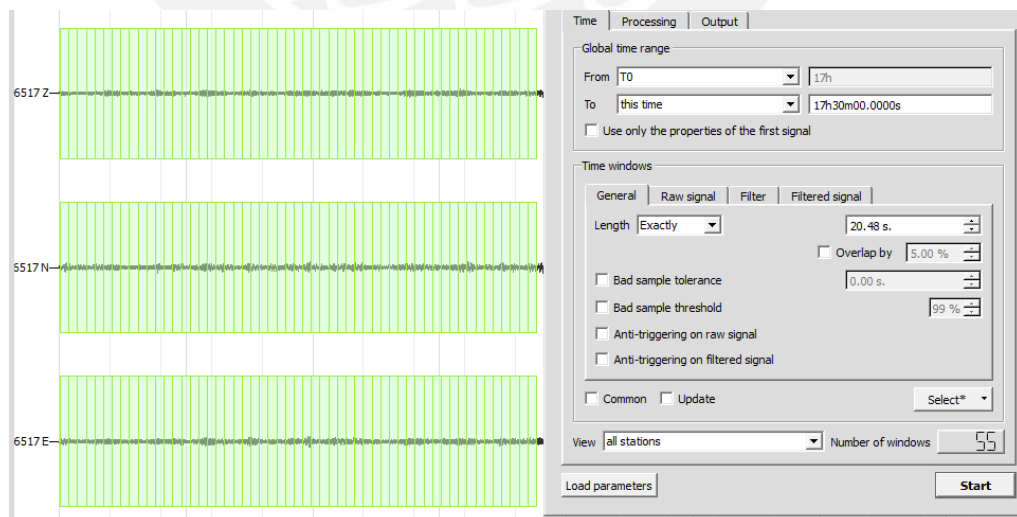 Time Processing Output
Global time range
From T0 17h
To this time 17h30m00.0000s
Use only the properties of the first signal
Time windows
General Raw signal Filter Filtered signal
Length Exactly 20.48 s.
Overlap by 5.00 %
Bad sample tolerance 0.00 s.
Bad sample threshold 99 %
Anti-triggering on raw signal
Anti-triggering on filtered signal
Common Update Select*
View all stations Number of windows 55
Load parameters Start
6517 Z
6517 N
6517 E